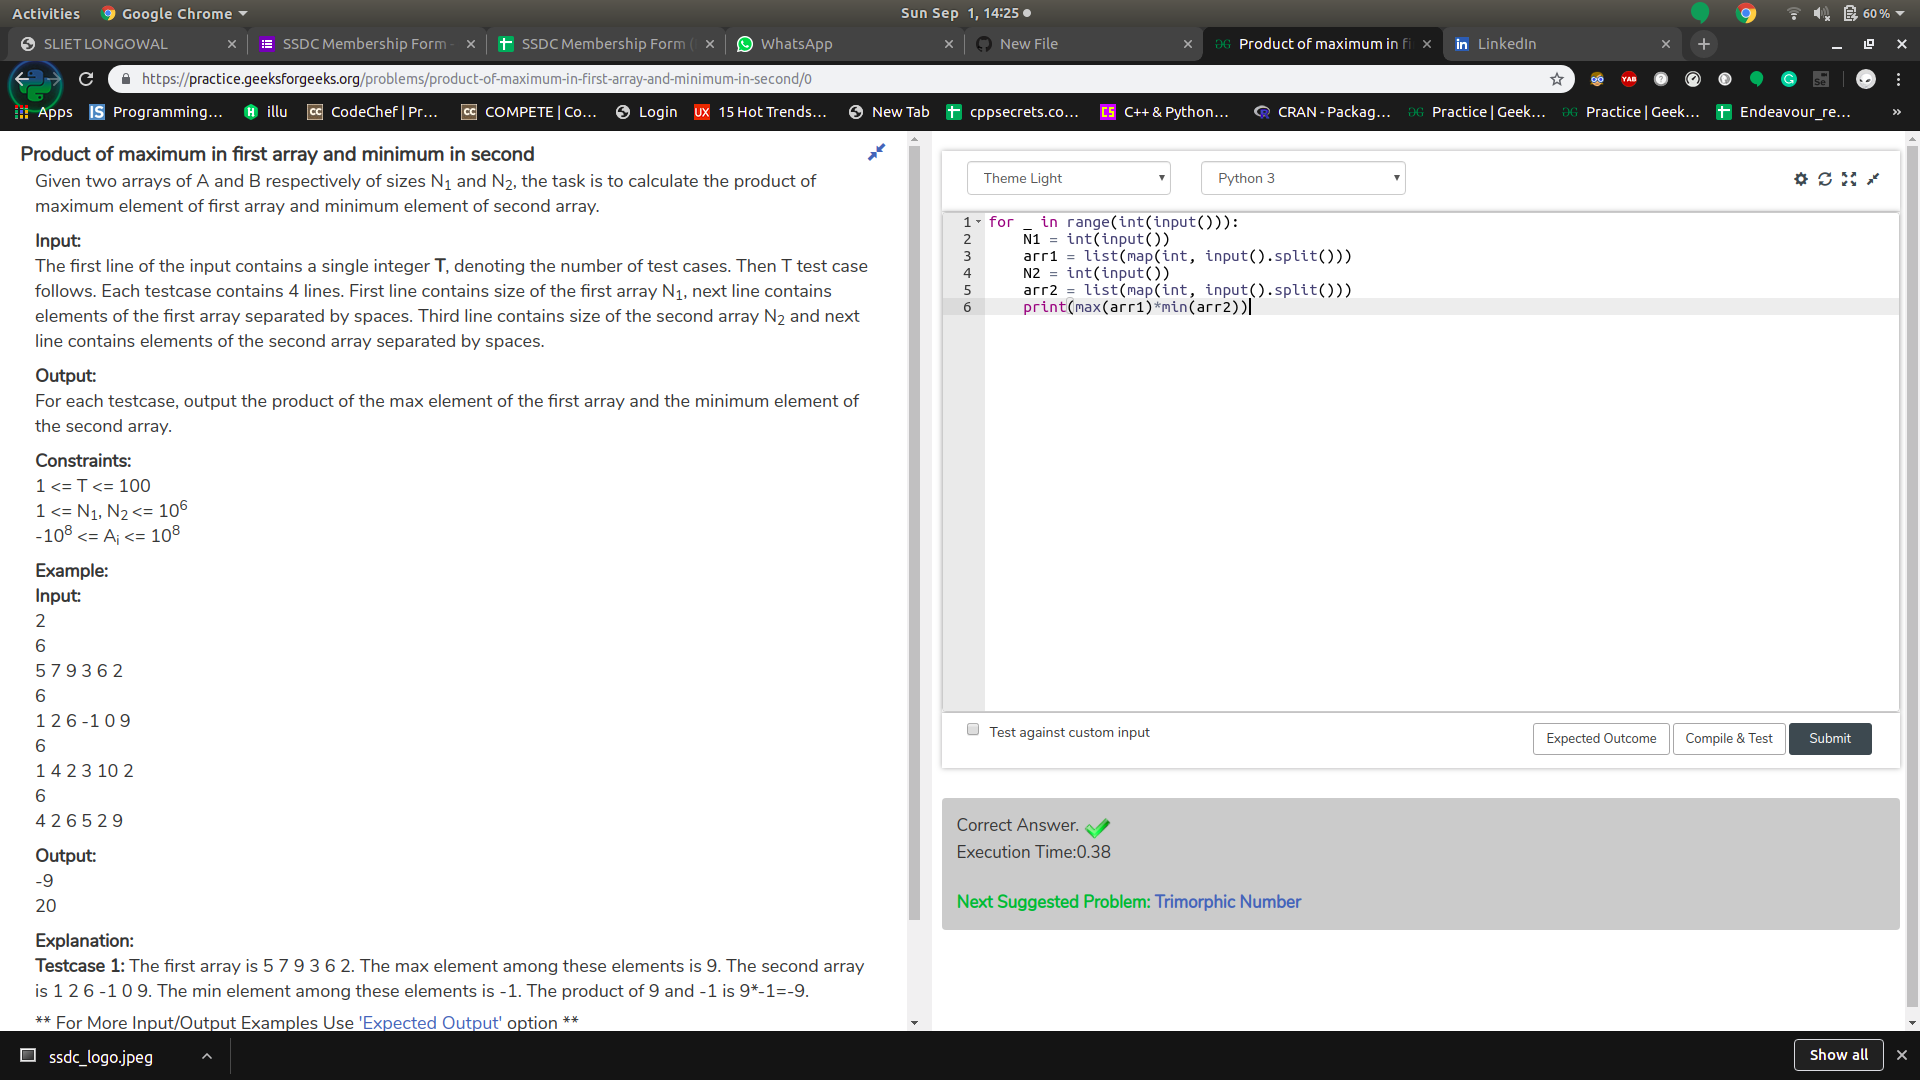 Activities
Google Chrome
Sun Sep 1, 14:25
60 %
SLIET LONGOWAL
SSDC Membership Form -
SSDC Membership Form (
WhatsApp
New File
Product of maximum in fi
LinkedIn
https://practice.geeksforgeeks.org/problems/product-of-maximum-in-first-array-and-minimum-in-second/0
YAB
Apps
Programming...
illu
CodeChef | Pr...
COMPETE | Co...
Login
15 Hot Trends...
New Tab
cppsecrets.co...
C++ & Python...
CRAN - Packag...
Practice | Geek...
Practice | Geek...
Endeavour_re...
»
Product of maximum in first array and minimum in second
Given two arrays of A and B respectively of sizes N1 and N2, the task is to calculate the product of
maximum element of first array and minimum element of second array.
Input:
The first line of the input contains a single integer T, denoting the number of test cases. Then T test case
follows. Each testcase contains 4 lines. First line contains size of the first array N1, next line contains
elements of the first array separated by spaces. Third line contains size of the second array N2 and next
line contains elements of the second array separated by spaces.
Output:
For each testcase, output the product of the max element of the first array and the minimum element of
the second array.
Constraints:
1 <= T <= 100
1 <= N1, N2 <= 10^6
-10^8 <= Ai <= 10^8
Example:
Input:
2
6
5 7 9 3 6 2
6
1 2 6 -1 0 9
6
1 4 2 3 10 2
6
4 2 6 5 2 9
Output:
-9
20
Explanation:
Testcase 1: The first array is 5 7 9 3 6 2. The max element among these elements is 9. The second array
is 1 2 6 -1 0 9. The min element among these elements is -1. The product of 9 and -1 is 9*-1=-9.
** For More Input/Output Examples Use 'Expected Output' option **
Theme Light
Python 3
1 for _ in range(int(input())):
2 N1 = int(input())
3 arr1 = list(map(int, input().split()))
4 N2 = int(input())
5 arr2 = list(map(int, input().split()))
6 print(max(arr1)*min(arr2))
Test against custom input
Expected Outcome
Compile & Test
Submit
Correct Answer.
Execution Time:0.38
Next Suggested Problem: Trimorphic Number
ssdc_logo.jpeg
Show all